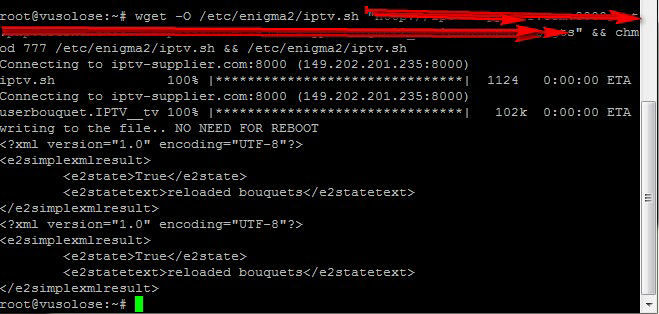 root@vusolose:~# wget -O /etc/enigma2/iptv.sh
&& chm
od 777 /etc/enigma2/iptv.sh && /etc/enigma2/iptv.sh
Connecting to iptv-supplier.com:8000 (149.202.201.235:8000)
iptv.sh 100% |*******************************| 1124 0:00:00 ETA
Connecting to iptv-supplier.com:8000 (149.202.201.235:8000)
userbouquet.IPTV__tv 100% |*******************************| 102k 0:00:00 ETA
writing to the file.. NO NEED FOR REBOOT
<?xml version="1.0" encoding="UTF-8"?>
<e2simplexmlresult>
<e2state>True</e2state>
<e2statetext>reloaded bouquets</e2statetext>
</e2simplexmlresult>
<?xml version="1.0" encoding="UTF-8"?>
<e2simplexmlresult>
<e2state>True</e2state>
<e2statetext>reloaded bouquets</e2statetext>
</e2simplexmlresult>
root@vusolose:~#